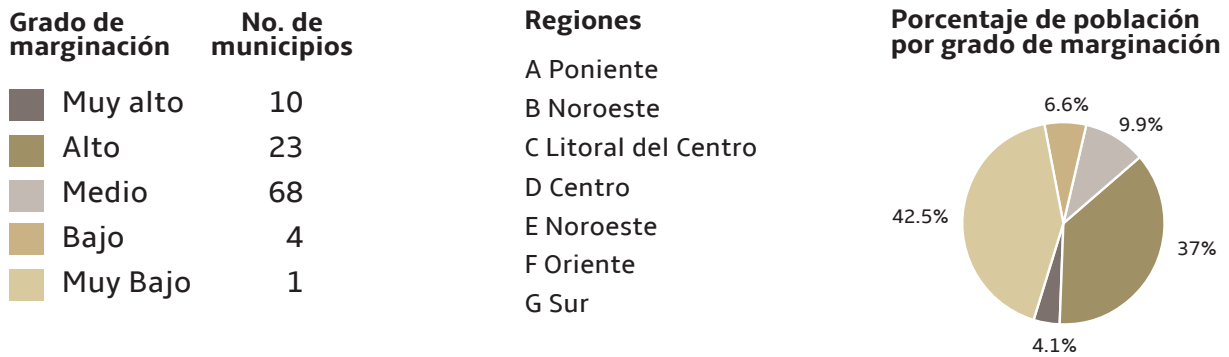 Grado de
marginación
No. de
municipios
Muy alto 10
Alto 23
Medio 68
Bajo 4
Muy Bajo 1
Regiones
A Poniente
B Noroeste
C Litoral del Centro
D Centro
E Noroeste
F Oriente
G Sur
Porcentaje de población
por grado de marginación
6.6%
9.9%
42.5%
37%
4.1%